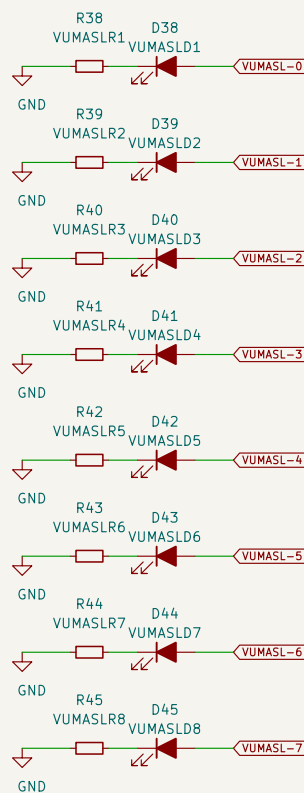 R38
VUMASLR1
D38
VUMASLD1
VUMASL-0
GND
R39
VUMASLR2
D39
VUMASLD2
VUMASL-1
GND
R40
VUMASLR3
D40
VUMASLD3
VUMASL-2
GND
R41
VUMASLR4
D41
VUMASLD4
VUMASL-3
GND
R42
VUMASLR5
D42
VUMASLD5
VUMASL-4
GND
R43
VUMASLR6
D43
VUMASLD6
VUMASL-5
GND
R44
VUMASLR7
D44
VUMASLD7
VUMASL-6
GND
R45
VUMASLR8
D45
VUMASLD8
VUMASL-7
GND